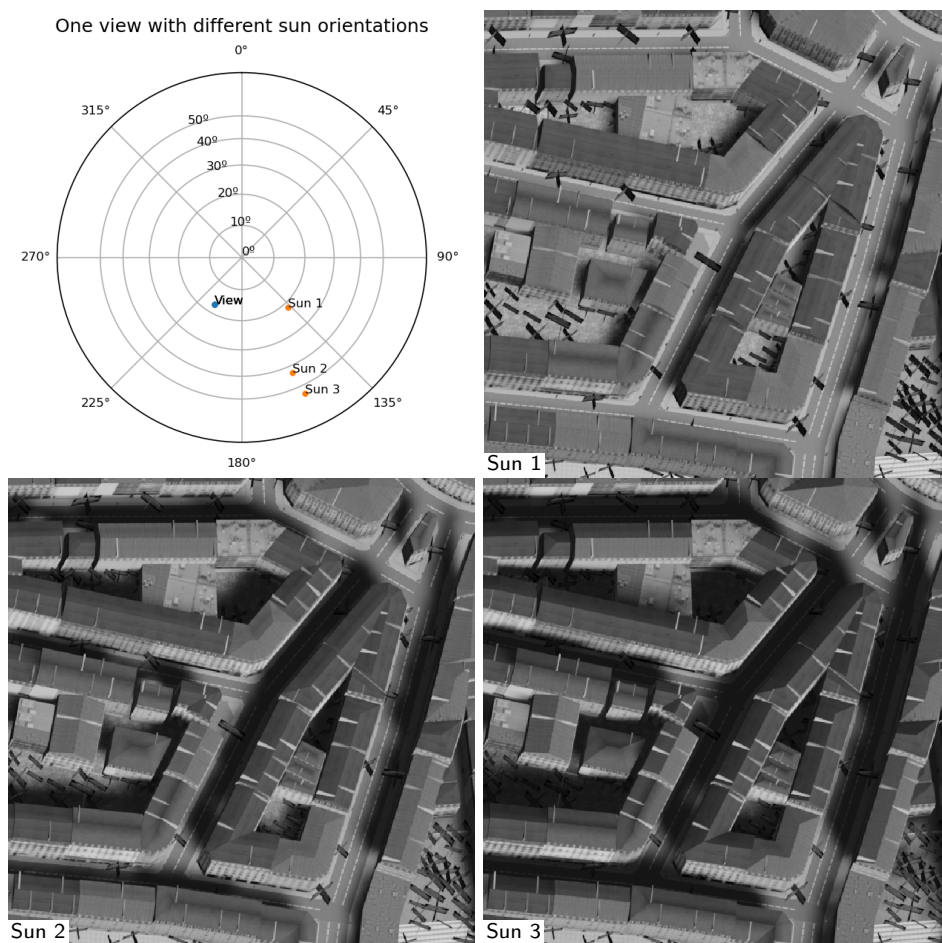 One view with different sun orientations
0°
315°
45°
50º
40º
30º
20º
10º
0º
270°
90°
View
Sun 1
Sun 2
Sun 3
225°
135°
180°
Sun 1
Sun 2
Sun 3